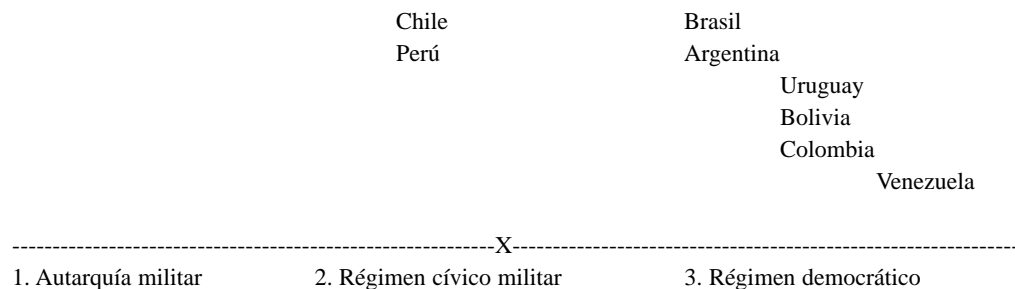 Chile Brasil
Perú Argentina
Uruguay
Bolivia
Colombia
Venezuela
------------------------------------------------------------X---------------------------------------------------------------
1. Autarquía militar 2. Régimen cívico militar 3. Régimen democrático